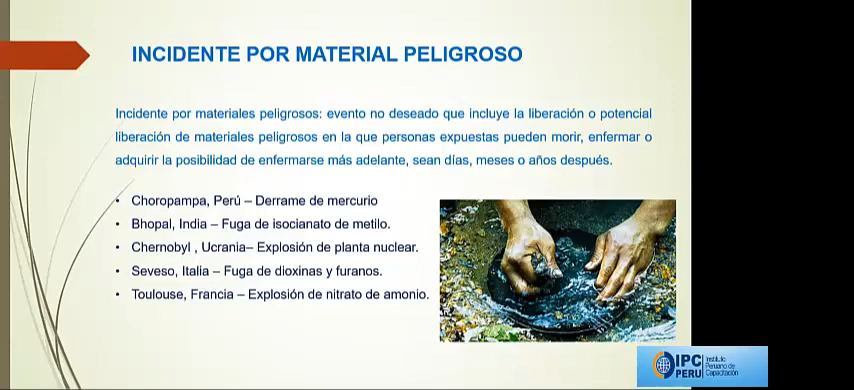 INCIDENTE POR MATERIAL PELIGROSO
Incidente por materiales peligrosos: evento no deseado que incluye la liberación o potencial
liberación de materiales peligrosos en la que personas expuestas pueden morir, enfermar o
adquirir la posibilidad de enfermarse más adelante, sean días, meses o años después.
• Choropampa, Perú – Derrame de mercurio
• Bhopal, India – Fuga de isocianato de metilo.
• Chernobyl , Ucrania– Explosión de planta nuclear.
• Seveso, Italia – Fuga de dioxinas y furanos.
• Toulouse, Francia – Explosión de nitrato de amonio.
IPC
PERU
Instituto
Peruano de
Capacitación